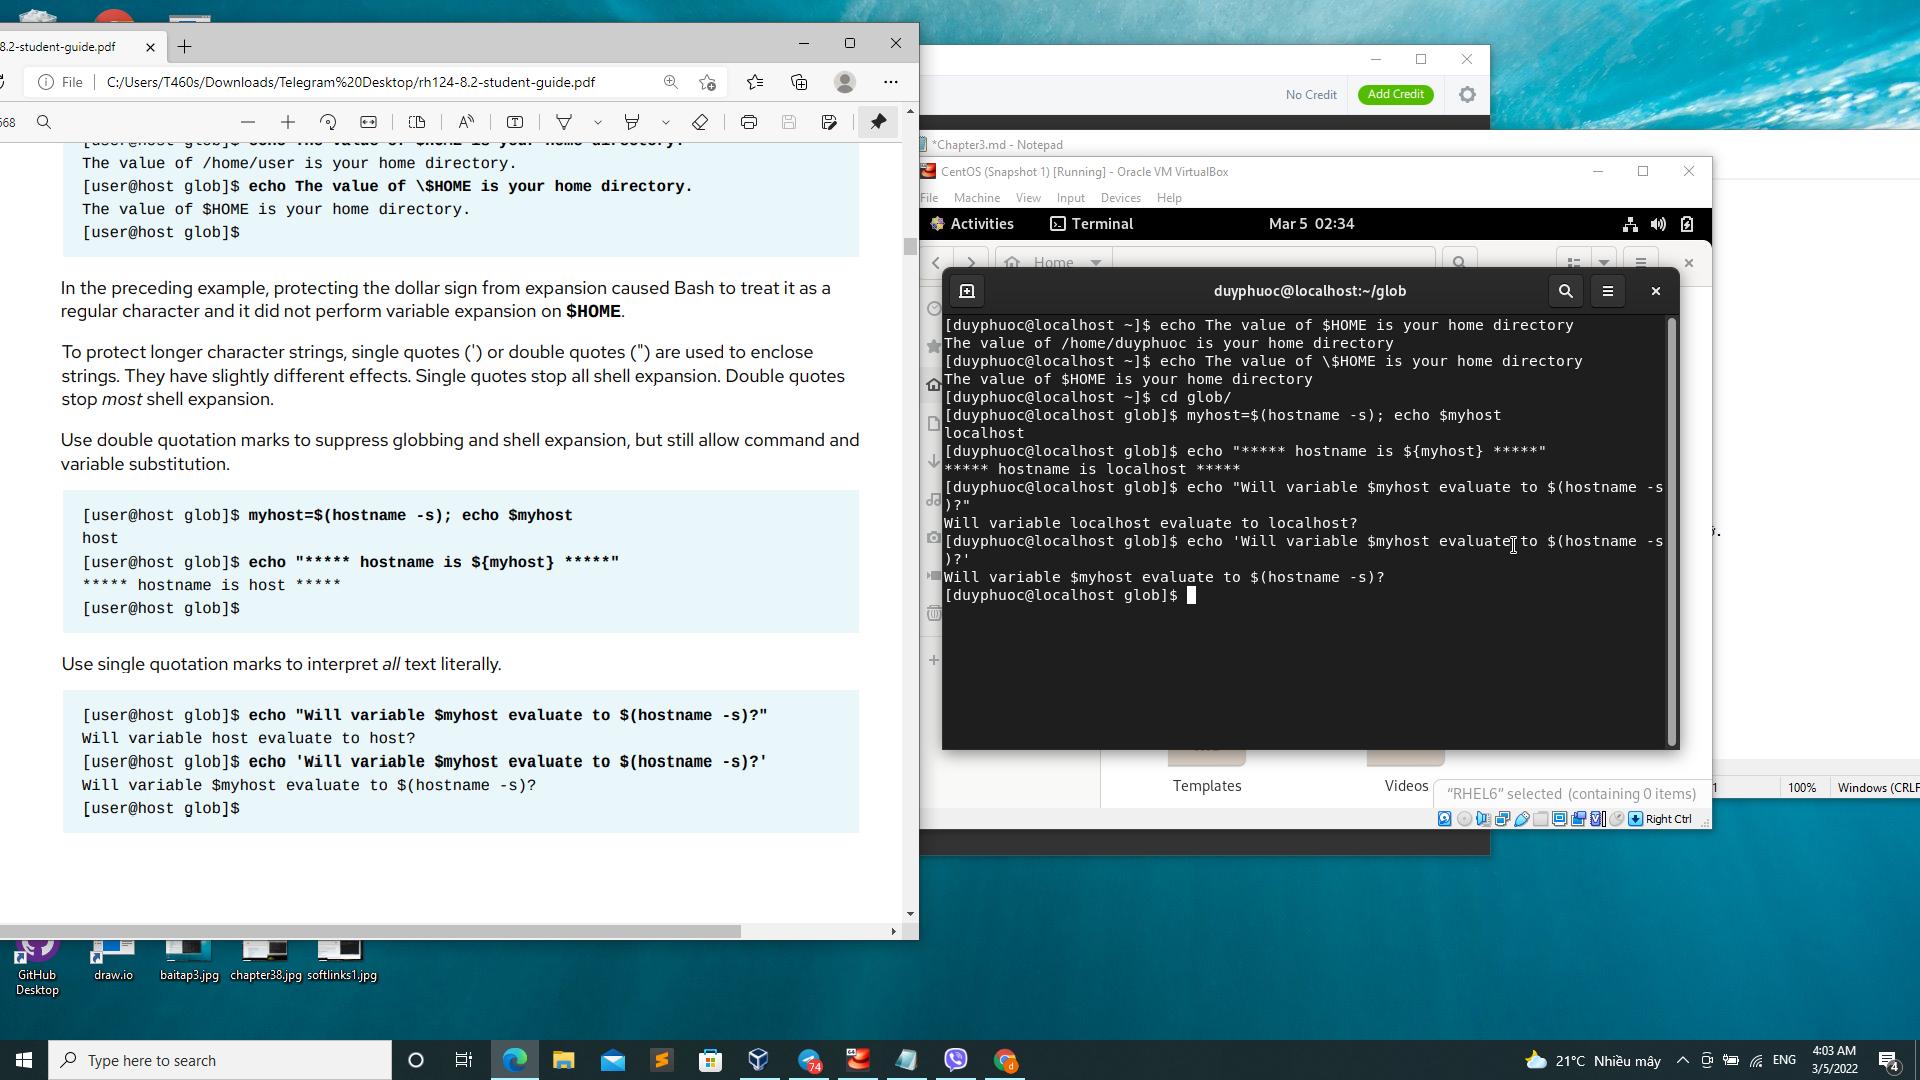 8.2-student-guide.pdf
File | C:/Users/T460s/Downloads/Telegram%20Desktop/rh124-8.2-student-guide.pdf
The value of /home/user is your home directory.
[user@host glob]$ echo The value of \$HOME is your home directory.
The value of $HOME is your home directory.
[user@host glob]$
In the preceding example, protecting the dollar sign from expansion caused Bash to treat it as a
regular character and it did not perform variable expansion on $HOME.
To protect longer character strings, single quotes (') or double quotes (") are used to enclose
strings. They have slightly different effects. Single quotes stop all shell expansion. Double quotes
stop most shell expansion.
Use double quotation marks to suppress globbing and shell expansion, but still allow command and
variable substitution.
[user@host glob]$ myhost=$(hostname -s); echo $myhost
host
[user@host glob]$ echo "***** hostname is ${myhost} *****"
***** hostname is host *****
[user@host glob]$
Use single quotation marks to interpret all text literally.
[user@host glob]$ echo "Will variable $myhost evaluate to $(hostname -s)?"
Will variable host evaluate to host?
[user@host glob]$ echo 'Will variable $myhost evaluate to $(hostname -s)?'
Will variable $myhost evaluate to $(hostname -s)?
[user@host glob]$
No Credit
Add Credit
*Chapter3.md - Notepad
CentOS (Snapshot 1) [Running] - Oracle VM VirtualBox
File Machine View Input Devices Help
Activities Terminal Mar 5 02:34
Home
duyphuoc@localhost:~/glob
[duyphuoc@localhost ~]$ echo The value of $HOME is your home directory
The value of /home/duyphuoc is your home directory
[duyphuoc@localhost ~]$ echo The value of \$HOME is your home directory
The value of $HOME is your home directory
[duyphuoc@localhost ~]$ cd glob/
[duyphuoc@localhost glob]$ myhost=$(hostname -s); echo $myhost
localhost
[duyphuoc@localhost glob]$ echo "***** hostname is ${myhost} *****"
***** hostname is localhost *****
[duyphuoc@localhost glob]$ echo "Will variable $myhost evaluate to $(hostname -s
)?"
Will variable localhost evaluate to localhost?
[duyphuoc@localhost glob]$ echo 'Will variable $myhost evaluate to $(hostname -s
)?'
Will variable $myhost evaluate to $(hostname -s)?
[duyphuoc@localhost glob]$
Templates
Videos
"RHEL6" selected (containing 0 items)
Right Ctrl
100%
Windows (CRLF
GitHub Desktop
draw.io
baitap3.jpg
chapter38.jpg
softlinks1.jpg
Type here to search
74
21°C Nhiều mây
ENG
4:03 AM
3/5/2022
4